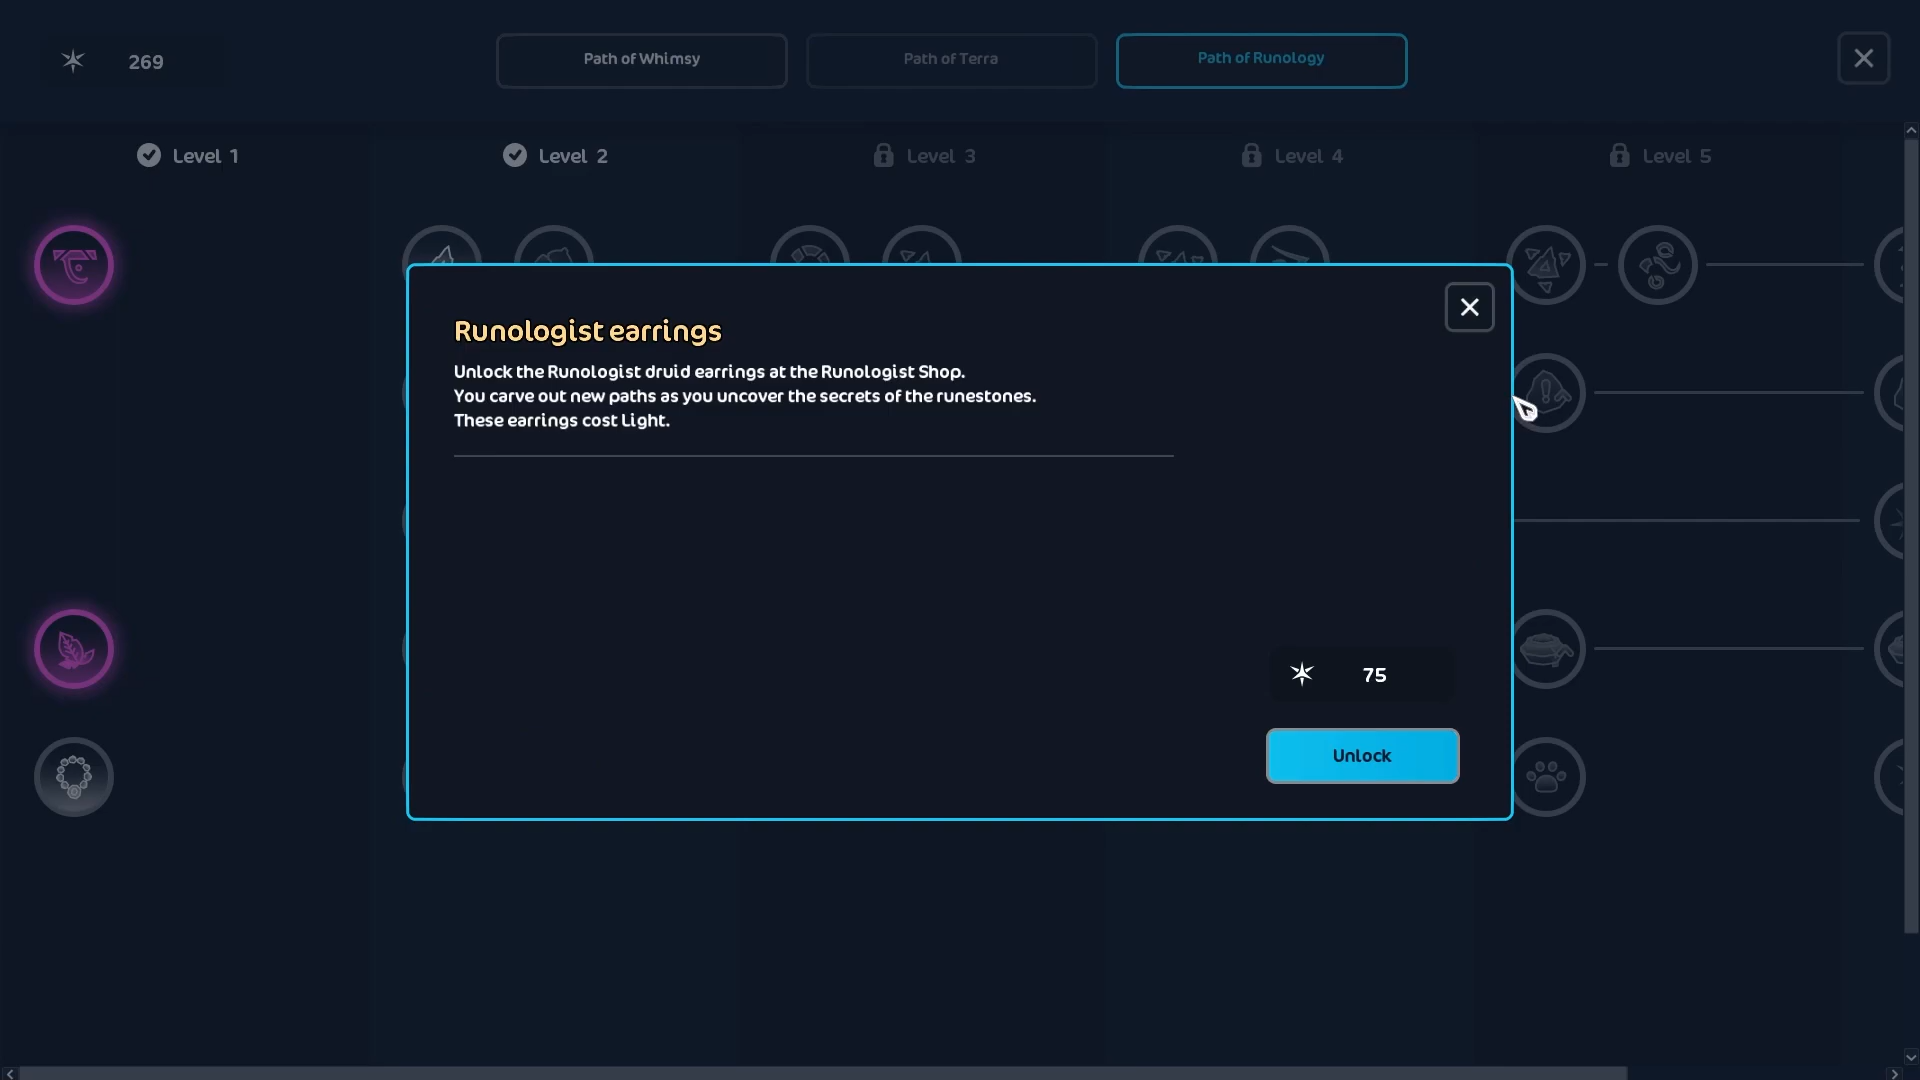 269
Path of Whimsy
Path of Terra
Path of Runology
Level 1
Level 2
Level 3
Level 4
Level 5
Runologist earrings
Unlock the Runologist druid earrings at the Runologist Shop.
You carve out new paths as you uncover the secrets of the runestones.
These earrings cost Light.
75
Unlock